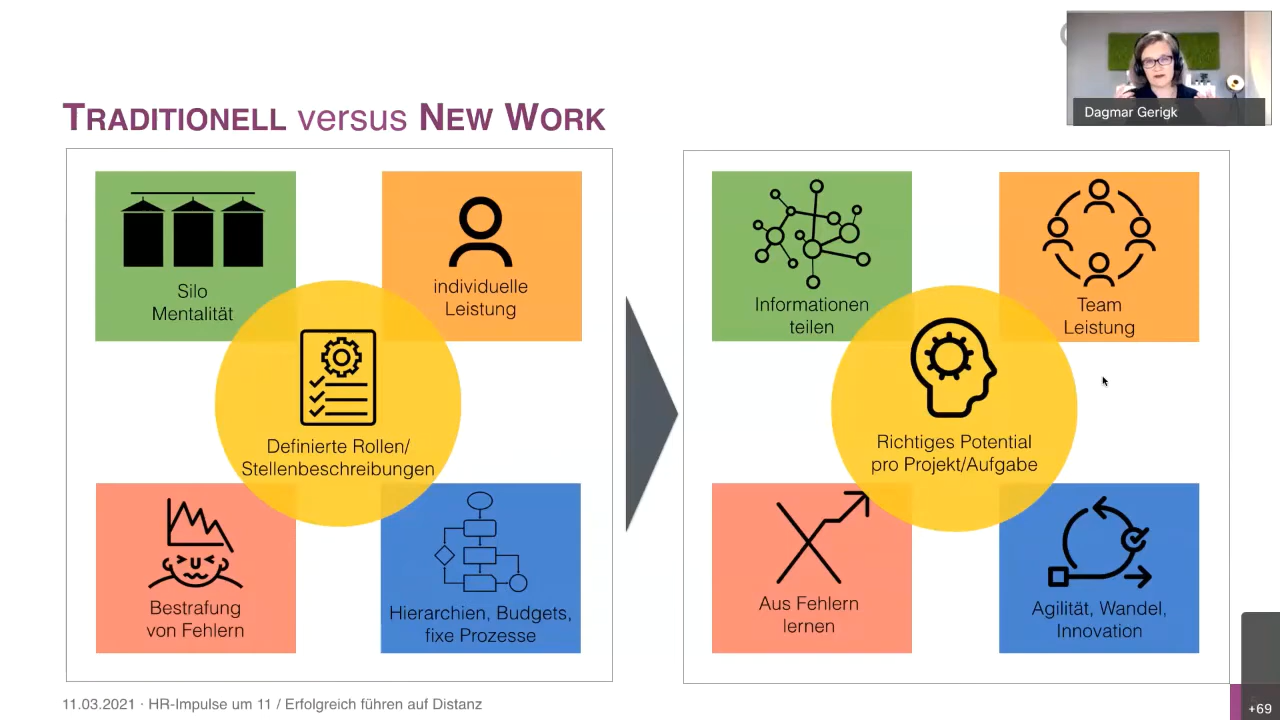 Dagmar Gerigk
TRADITIONELL versus NEW WORK
Silo
Mentalität
individuelle
Leistung
Definierte Rollen/
Stellenbeschreibungen
Bestrafung
von Fehlern
Hierarchien, Budgets,
fixe Prozesse
Informationen
teilen
Team
Leistung
Richtiges Potential
pro Projekt/Aufgabe
Aus Fehlern
lernen
Agilität, Wandel,
Innovation
11.03.2021 · HR-Impulse um 11 / Erfolgreich führen auf Distanz
+69